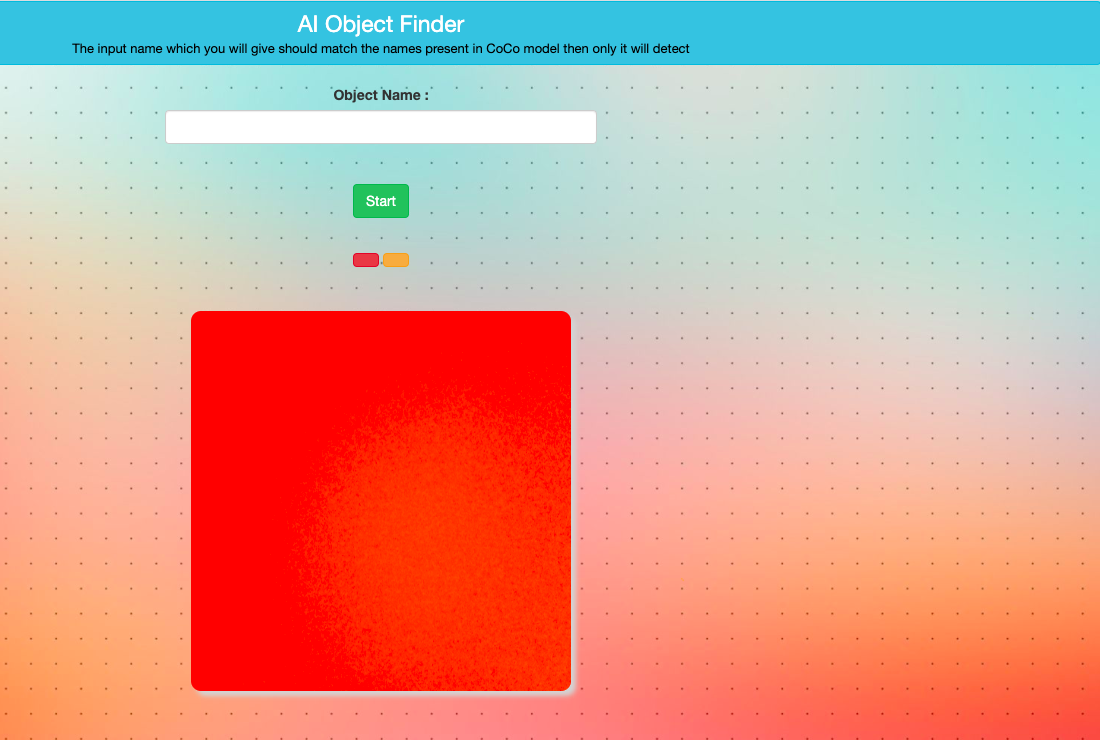 AI Object Finder
The input name which you will give should match the names present in CoCo model then only it will detect
Object Name :
Start